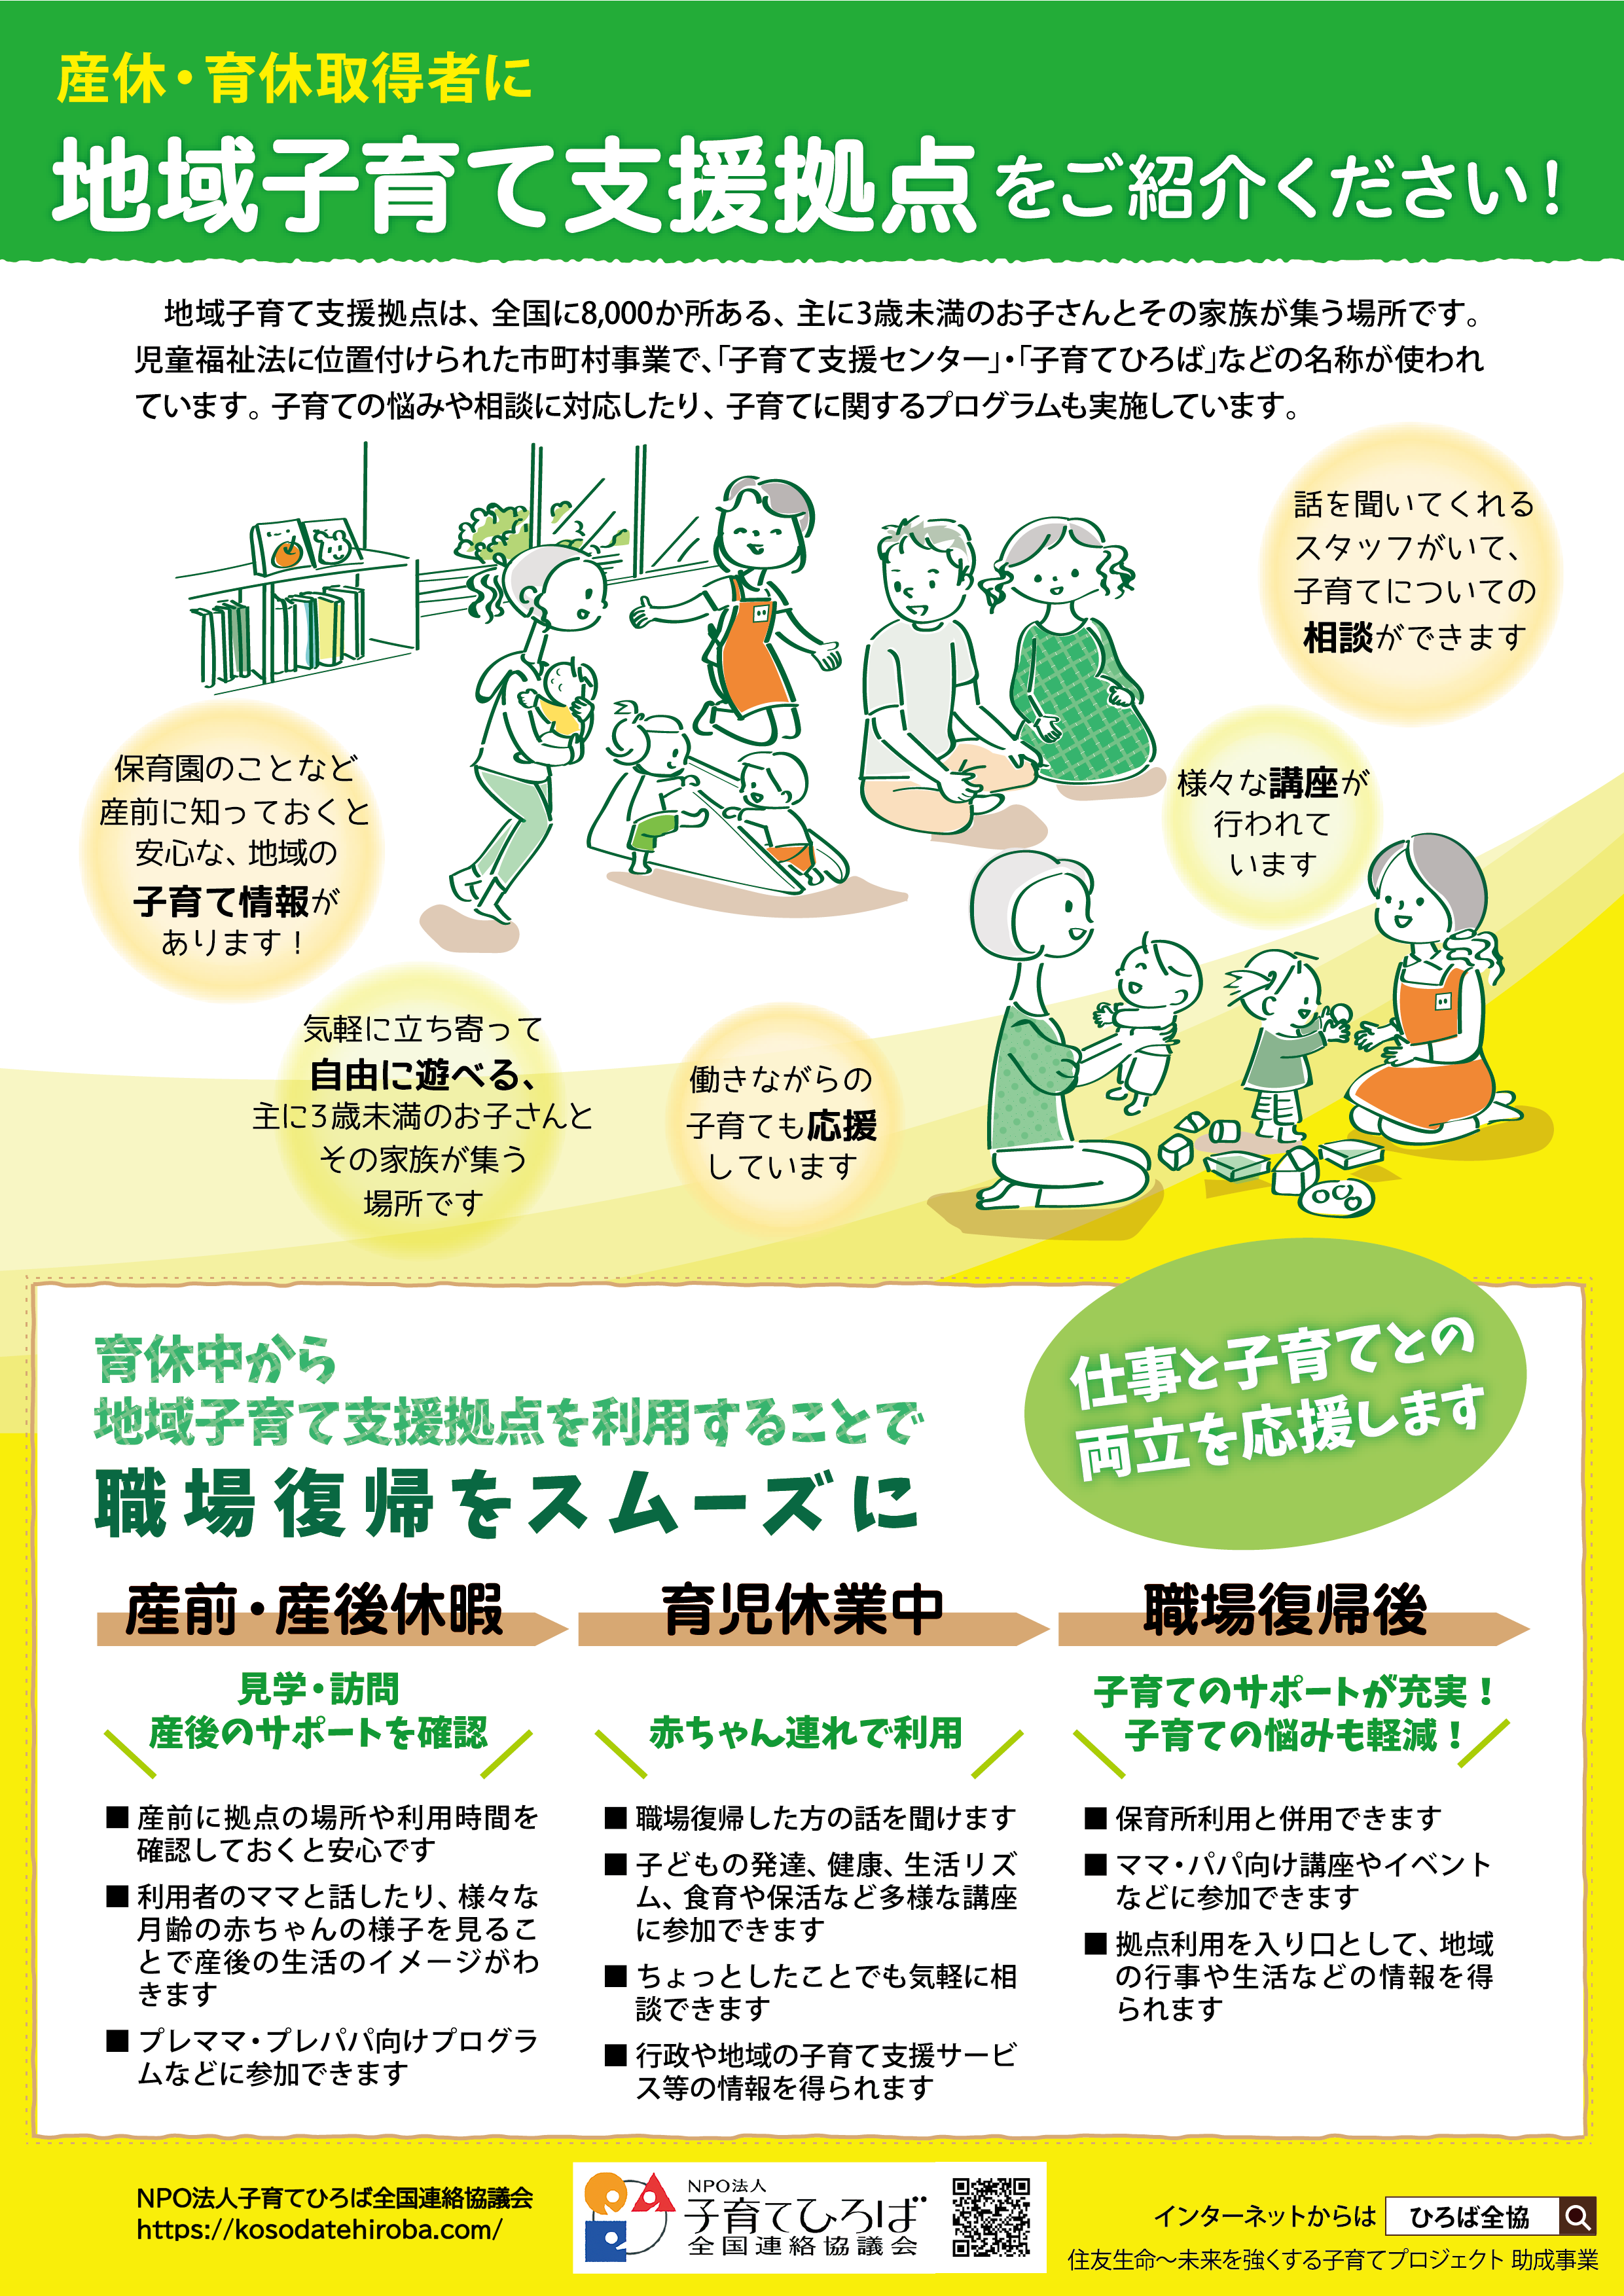 産休・育休取得者に
地域子育て支援拠点をご紹介ください！
地域子育て支援拠点は、全国に8,000か所ある、主に3歳未満のお子さんとその家族が集う場所です。
児童福祉法に位置付けられた市町村事業で、「子育て支援センター」・「子育てひろば」などの名称が使われ
ています。子育ての悩みや相談に対応したり、子育てに関するプログラムも実施しています。
話を聞いてくれる
スタッフがいて、
子育てについての
相談ができます
保育園のことなど
産前に知っておくと
安心な、地域の
子育て情報が
あります！
様々な講座が
行われて
います
気軽に立ち寄って
自由に遊べる、
主に3歳未満のお子さんと
その家族が集う
場所です
働きながらの
子育ても応援
しています
育休中から
地域子育て支援拠点を利用することで
職場復帰をスムーズに
仕事と子育てとの
両立を応援します
産前・産後休暇
見学・訪問
産後のサポートを確認
■ 産前に拠点の場所や利用時間を
確認しておくと安心です
■ 利用者のママと話したり、様々な
月齢の赤ちゃんの様子を見るこ
とで産後の生活のイメージがわ
きます
■ プレママ・プレパパ向けプログラ
ムなどに参加できます
育児休業中
赤ちゃん連れで利用
■ 職場復帰した方の話を聞けます
■ 子どもの発達、健康、生活リズ
ム、食育や保活など多様な講座
に参加できます
■ ちょっとしたことでも気軽に相
談できます
■ 行政や地域の子育て支援サービ
ス等の情報を得られます
職場復帰後
子育てのサポートが充実！
子育ての悩みも軽減！
■ 保育所利用と併用できます
■ ママ・パパ向け講座やイベント
などに参加できます
■ 拠点利用を入り口として、地域
の行事や生活などの情報を得
られます
NPO法人子育てひろば全国連絡協議会
https://kosodatehiroba.com/
NPO法人
子育てひろば
全国連絡協議会
インターネットからは ひろば全協
住友生命～未来を強くする子育てプロジェクト 助成事業